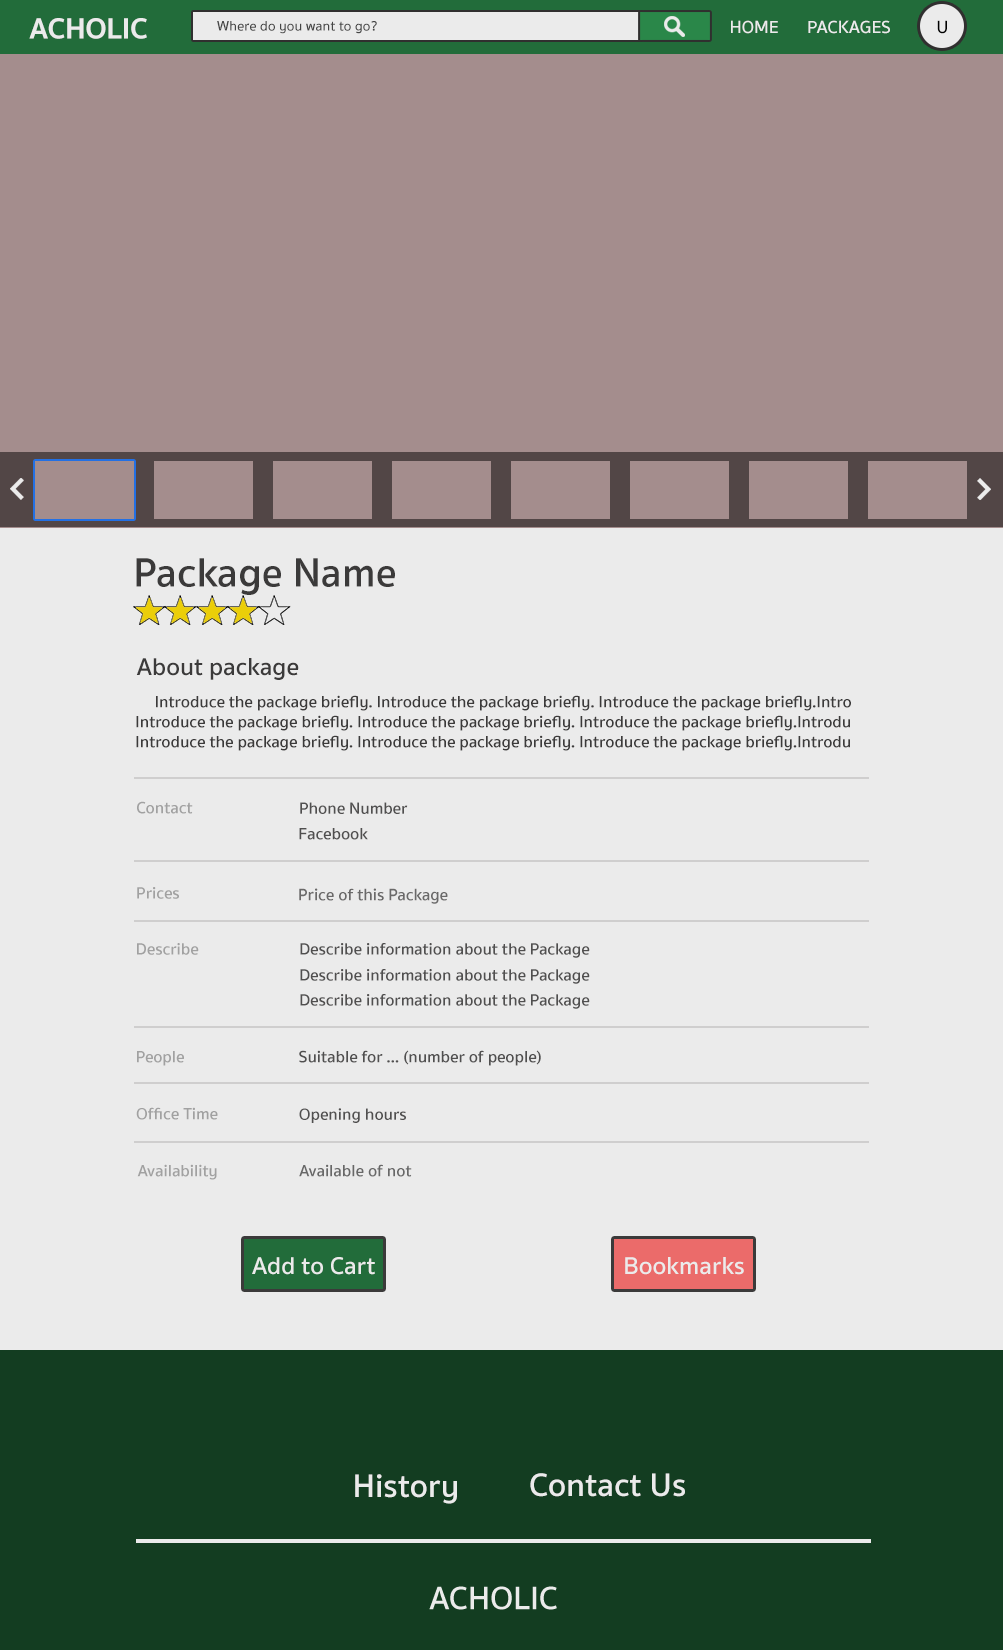 ACHOLIC
Where do you want to go?
HOME
PACKAGES
U
Package Name
About package
Introduce the package briefly. Introduce the package briefly. Introduce the package briefly.Intro
Introduce the package briefly. Introduce the package briefly. Introduce the package briefly.Introdu
Introduce the package briefly. Introduce the package briefly. Introduce the package briefly.Introdu
Contact
Phone Number
Facebook
Prices
Price of this Package
Describe
Describe information about the Package
Describe information about the Package
Describe information about the Package
People
Suitable for ... (number of people)
Office Time
Opening hours
Availability
Available of not
Add to Cart
Bookmarks
History
Contact Us
ACHOLIC